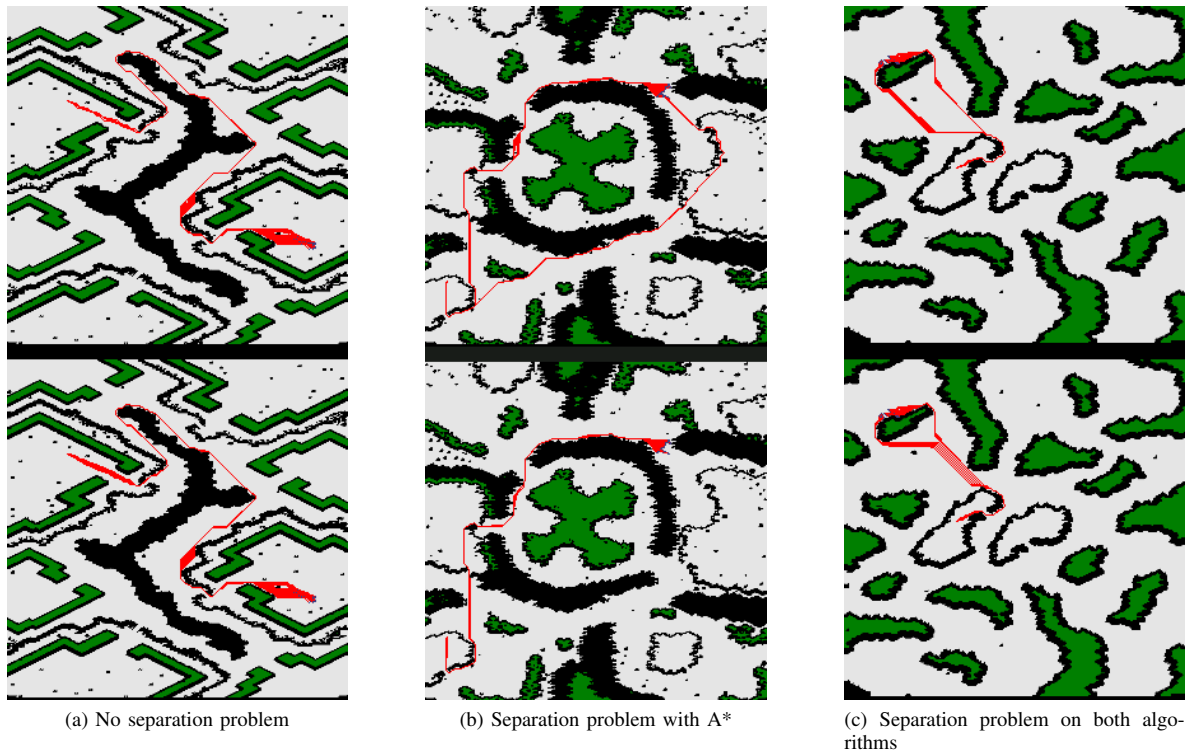 (a) No separation problem
(b) Separation problem with A*
(c) Separation problem on both algo-
rithms